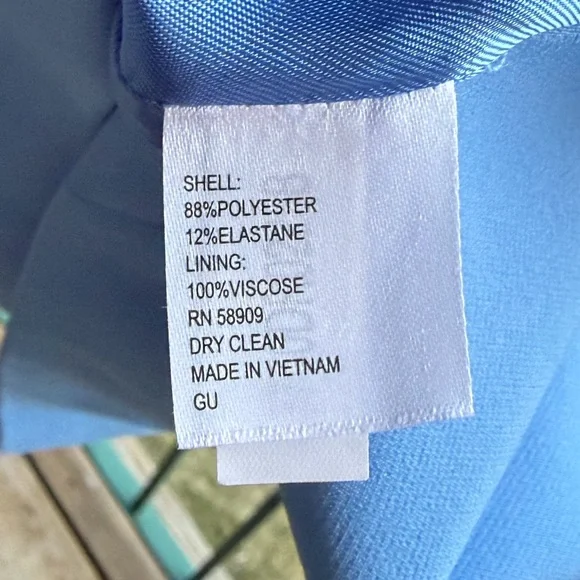 SHELL:
88%POLYESTER
12%ELASTANE
LINING:
100%VISCOSE
RN 58909
DRY CLEAN
MADE IN VIETNAM
GU